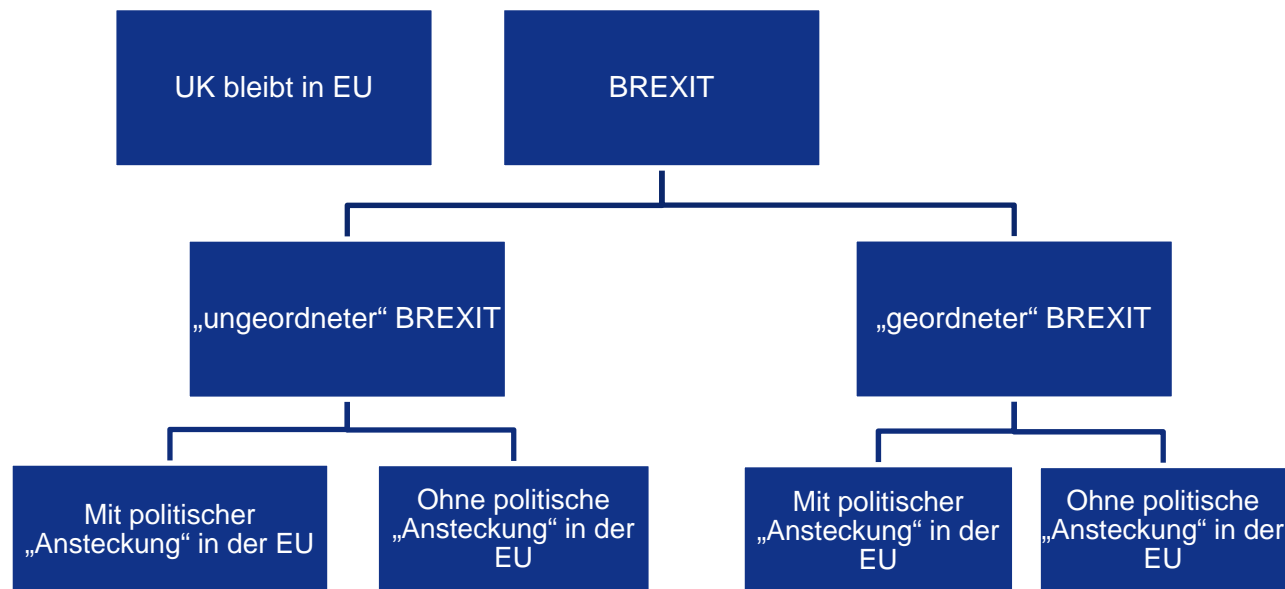 UK bleibt in EU
BREXIT
„ungeordneter“ BREXIT
„geordneter“ BREXIT
Mit politischer
„Ansteckung“ in der EU
Ohne politische
„Ansteckung“ in der
EU
Mit politischer
„Ansteckung“ in der
EU
Ohne politische
„Ansteckung“ in der
EU